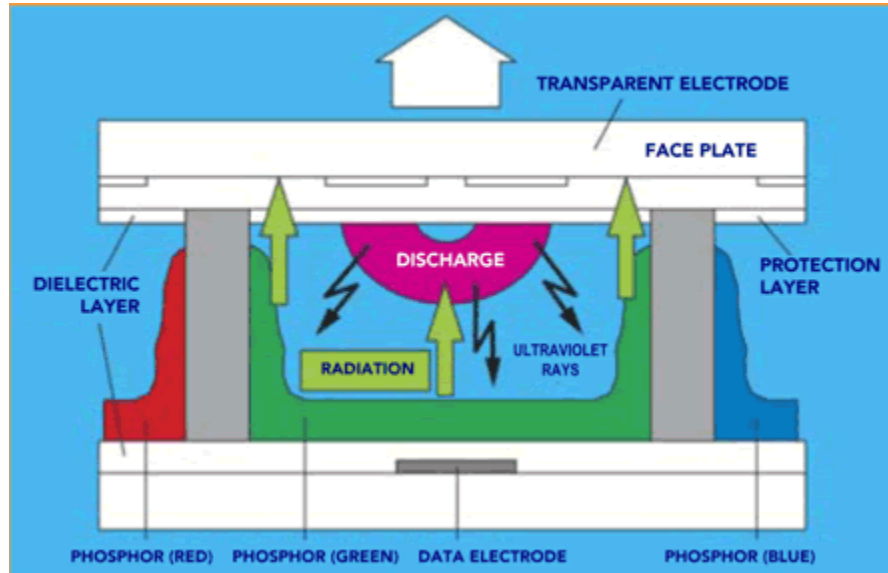 TRANSPARENT ELECTRODE
FACE PLATE
DISCHARGE
DIELECTRIC
LAYER
PROTECTION
LAYER
RADIATION
ULTRAVIOLET
RAYS
PHOSPHOR (RED)
PHOSPHOR (GREEN)
DATA ELECTRODE
PHOSPHOR (BLUE)